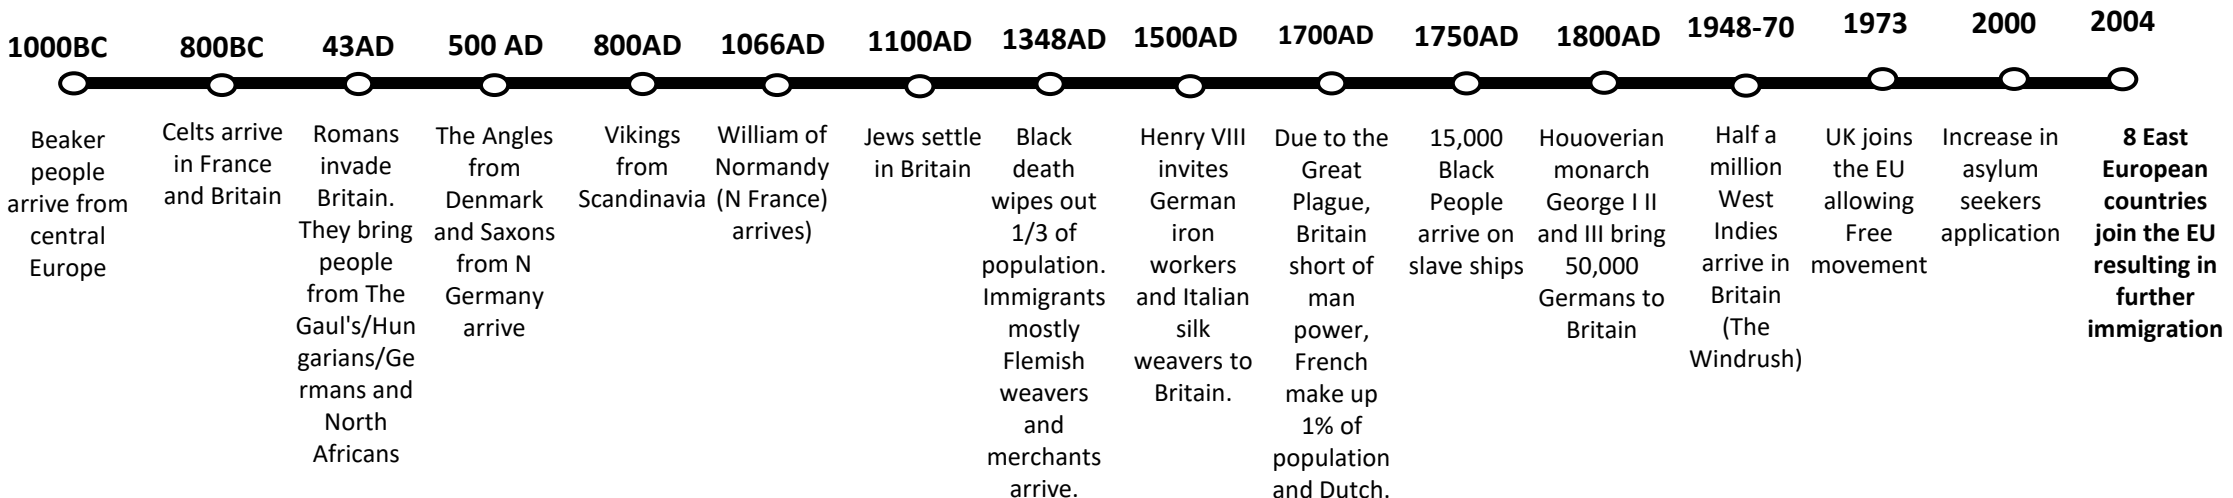 1000BC
800BC
43AD
500 AD
800AD
1066AD
1100AD
1348AD
1500AD
1700AD
1750AD
1800AD
1948-70
1973
2000
2004
Beaker
people
arrive from
central
Europe
Celts arrive
in France
and Britain
Romans
invade
Britain.
They bring
people
from The
Gaul's/Hun
garians/Ge
rmans and
North
Africans
The Angles
from
Denmark
and Saxons
from N
Germany
arrive
Vikings
from
Scandinavia
William of
Normandy
(N France)
arrives)
Jews settle
in Britain
Black
death
wipes out
1/3 of
population.
Immigrants
mostly
Flemish
weavers
and
merchants
arrive.
Henry VIII
invites
German
iron
workers
and Italian
silk
weavers to
Britain.
Due to the
Great
Plague,
Britain
short of
man
power,
French
make up
1% of
population
and Dutch.
15,000
Black
People
arrive on
slave ships
Houoverian
monarch
George I II
and III bring
50,000
Germans to
Britain
Half a
million
West
Indies
arrive in
Britain
(The
Windrush)
UK joins
the EU
allowing
Free
movement
Increase in
asylum
seekers
application
8 East
European
countries
join the EU
resulting in
further
immigration